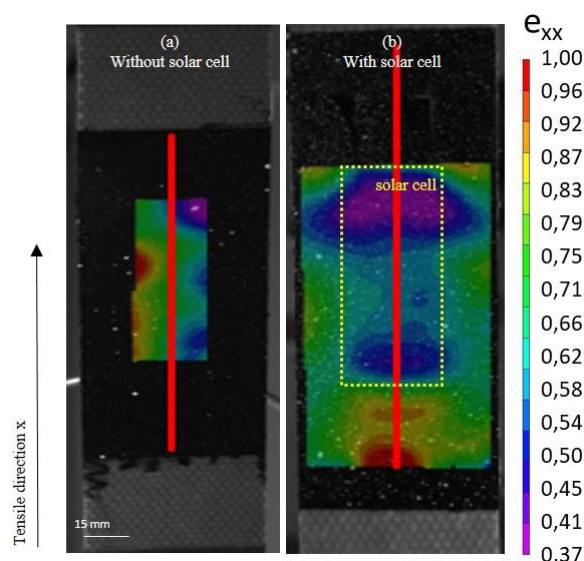 (a)
Without solar cell
(b)
With solar cell
solar cell
Tensile direction x
15 mm
exx
1,00
0,96
0,92
0,87
0,83
0,79
0,75
0,71
0,66
0,62
0,58
0,54
0,50
0,45
0,41
0,37